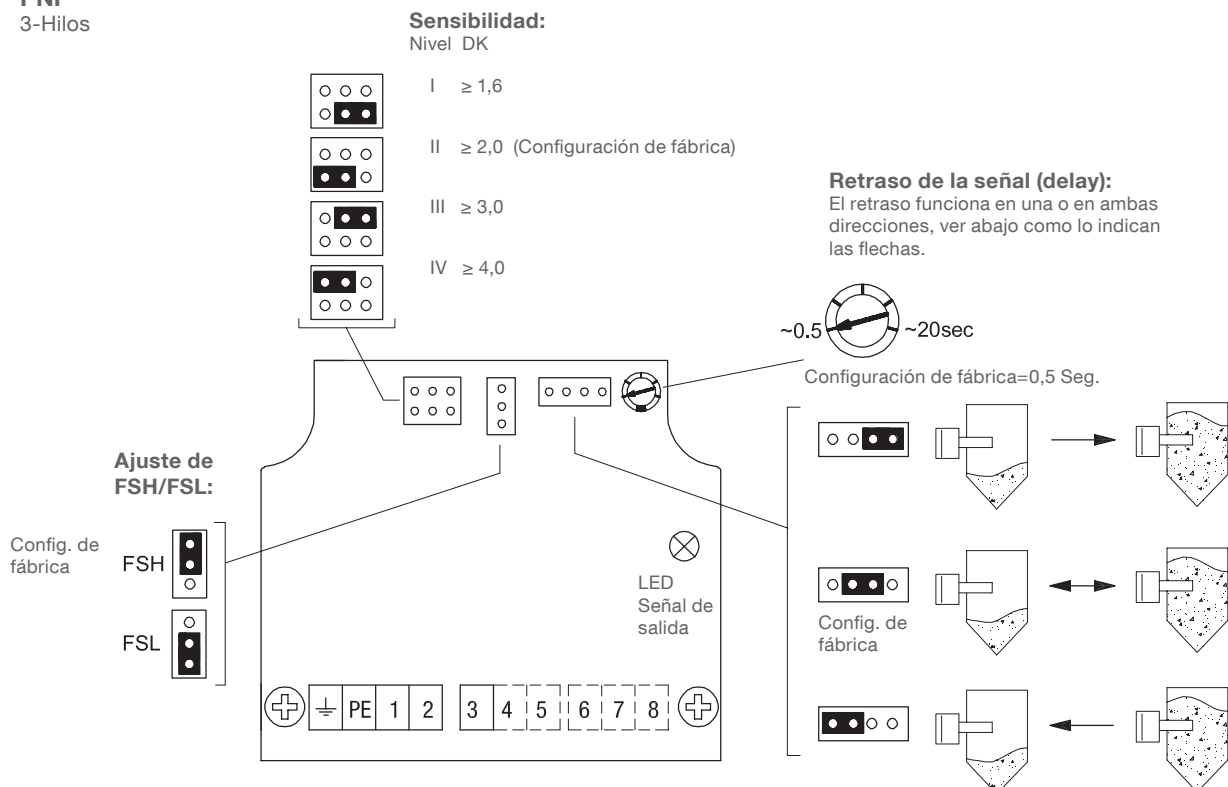 3-Hilos
Sensibilidad:
Nivel DK
I ≥ 1,6
II ≥ 2,0 (Configuración de fábrica)
III ≥ 3,0
IV ≥ 4,0
Retraso de la señal (delay):
El retraso funciona en una o en ambas
direcciones, ver abajo como lo indican
las flechas.
~0.5 ~20sec
Configuración de fábrica=0,5 Seg.
Ajuste de
FSH/FSL:
Config. de
fábrica
FSH
FSL
LED
Señal de
salida
Config. de
fábrica
PE 1 2 3 4 5 6 7 8